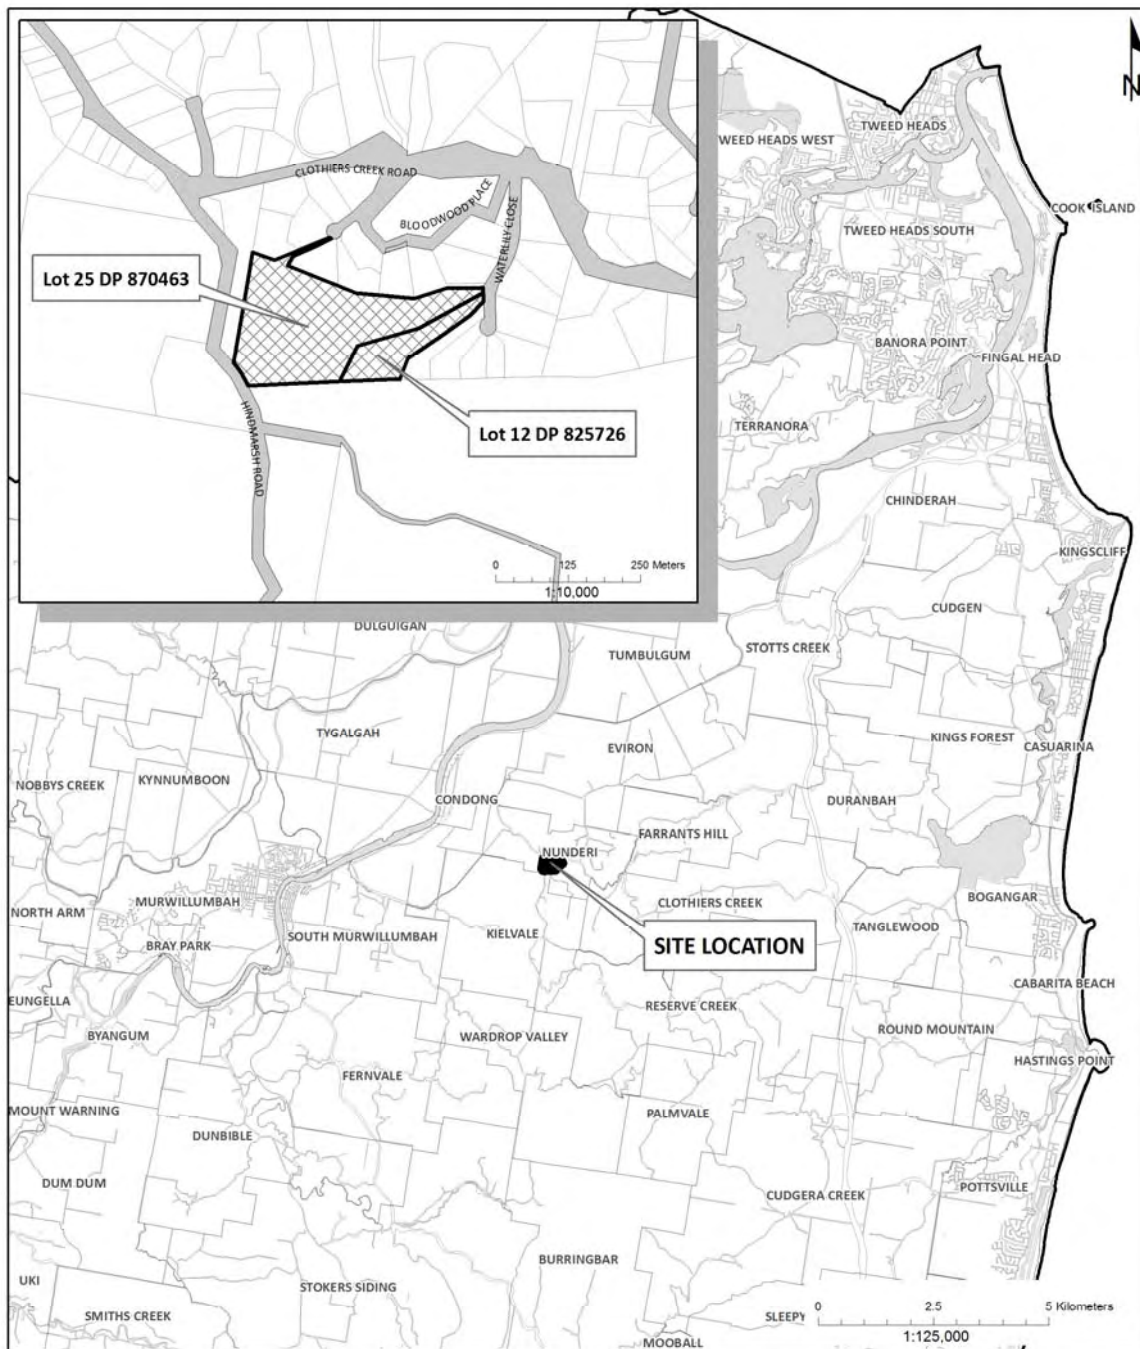 N
CLOTHIERS CREEK ROAD
BLOODWOOD PLACE
WATERLILY CLOSE
Lot 25 DP 870463
Lot 12 DP 825726
HINDMARSH ROAD
0 125 250 Meters
1:10,000
TWEED HEADS
WEED HEADS WEST
COOK ISLAND
TWEED HEADS SOUTH
BANORA POINT
FINGAL HEAD
TERRANORA
CHINDERAH
KINGSCLIFF
CUDGEN
DULGUIGAN
TUMBULGUM
STOTTS CREEK
TYGALGAH
EVIRON
KINGS FOREST
CASUARINA
NOBBYS CREEK
KYNNUMBOON
CONDONG
DURANBAH
FARRANTS HILL
NUNDERI
MURWILLUMBAH
NORTH ARM
CLOTHIERS CREEK
BOGANGAR
TANGLEWOOD
SOUTH MURWILLUMBAH
KIELVALE
BRAY PARK
SITE LOCATION
CABARITA BEACH
EUNGELLA
RESERVE CREEK
BYANGUM
WARDROP VALLEY
ROUND MOUNTAIN
HASTINGS POINT
FERNVALE
MOUNT WARNING
PALMVALE
DUNBIBLE
DUM DUM
CUDGERA CREEK
POTTSVILLE
BURRINGBAR
UKI
STOKERS SIDING
SMITHS CREEK
SLEEPY
MOOBALL
0 2.5 5 Kilometers
1:125,000